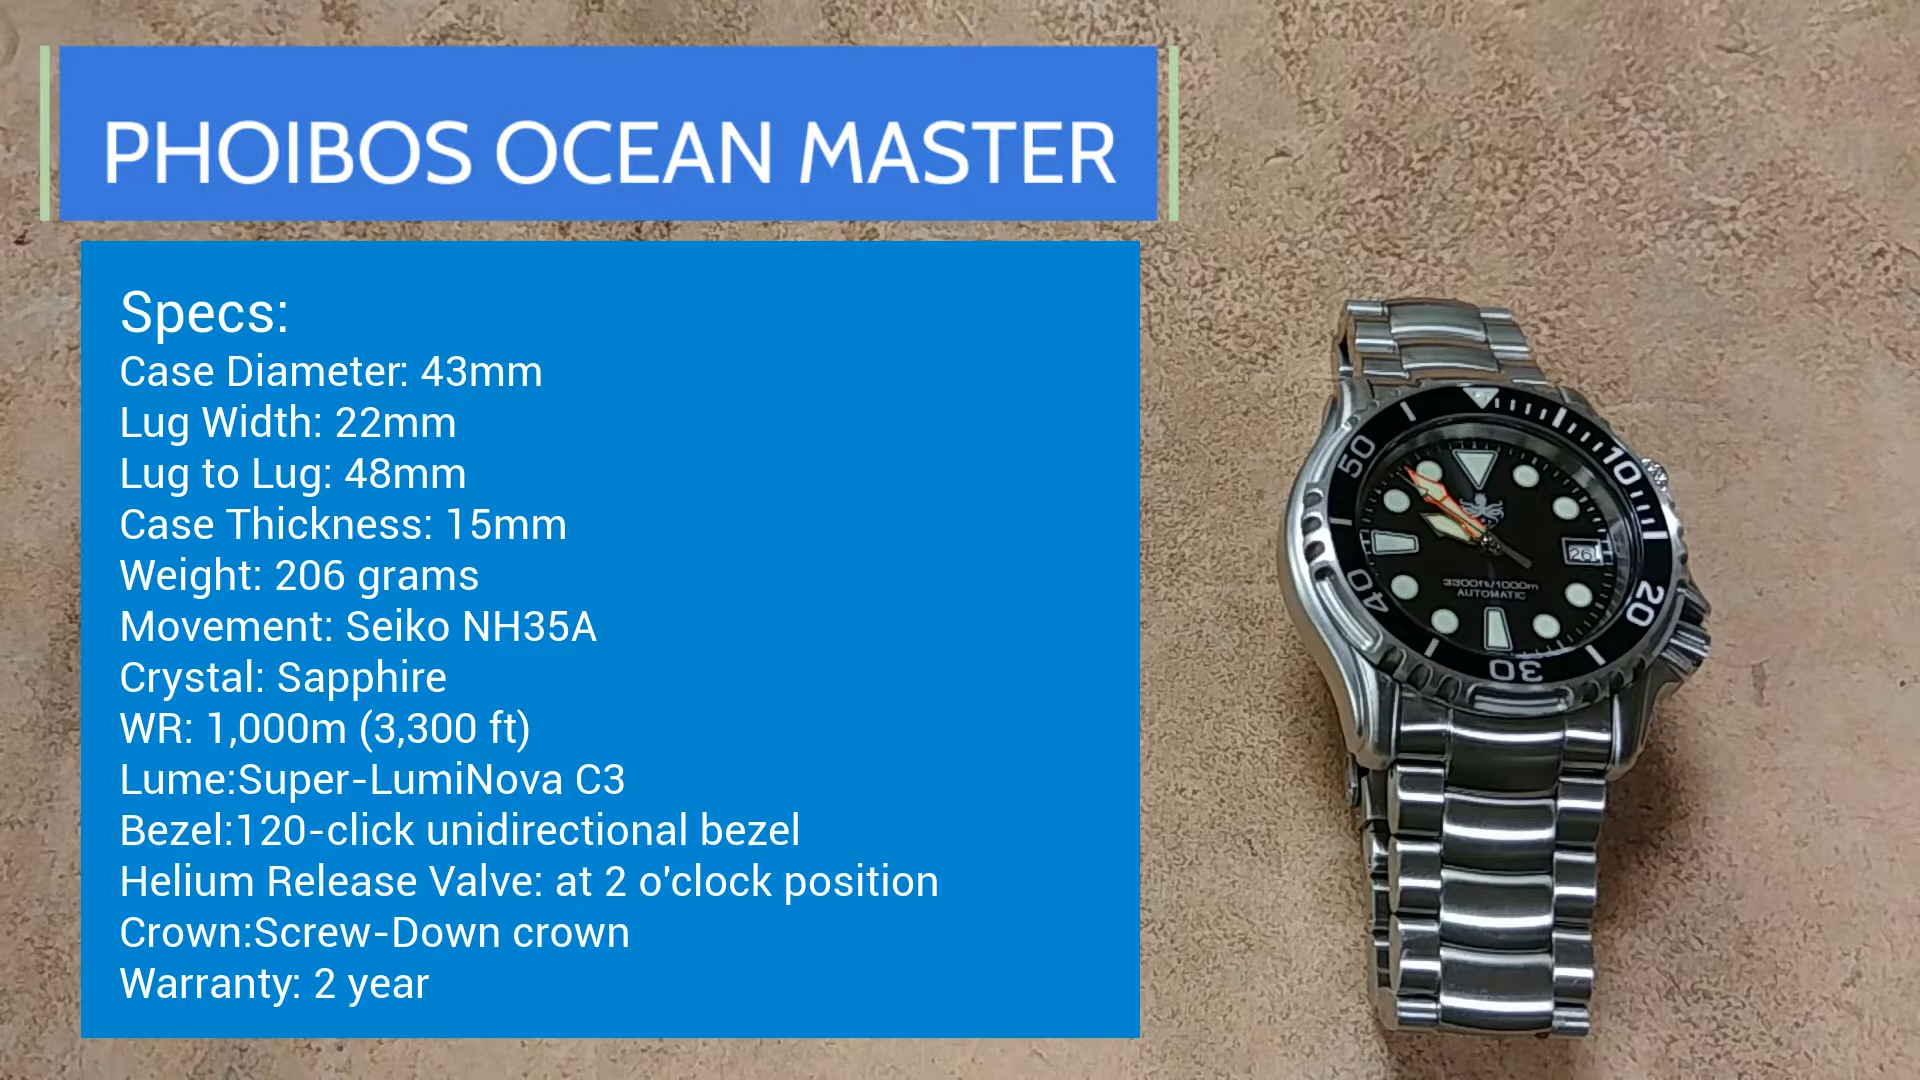 PHOIBOS OCEAN MASTER
Specs:
Case Diameter: 43mm
Lug Width: 22mm
Lug to Lug: 48mm
Case Thickness: 15mm
Weight: 206 grams
Movement: Seiko NH35A
Crystal: Sapphire
WR: 1,000m (3,300 ft)
Lume:Super-LumiNova C3
Bezel:120-click unidirectional bezel
Helium Release Valve: at 2 o'clock position
Crown:Screw-Down crown
Warranty: 2 year
10
20
30
40
50
26
3300ft/1000m
AUTOMATIC